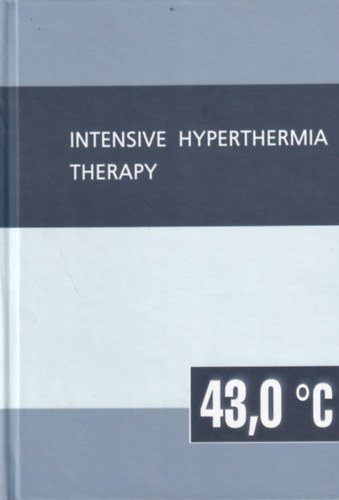 INTENSIVE HYPERTHERMIA
THERAPY
43,0 °C